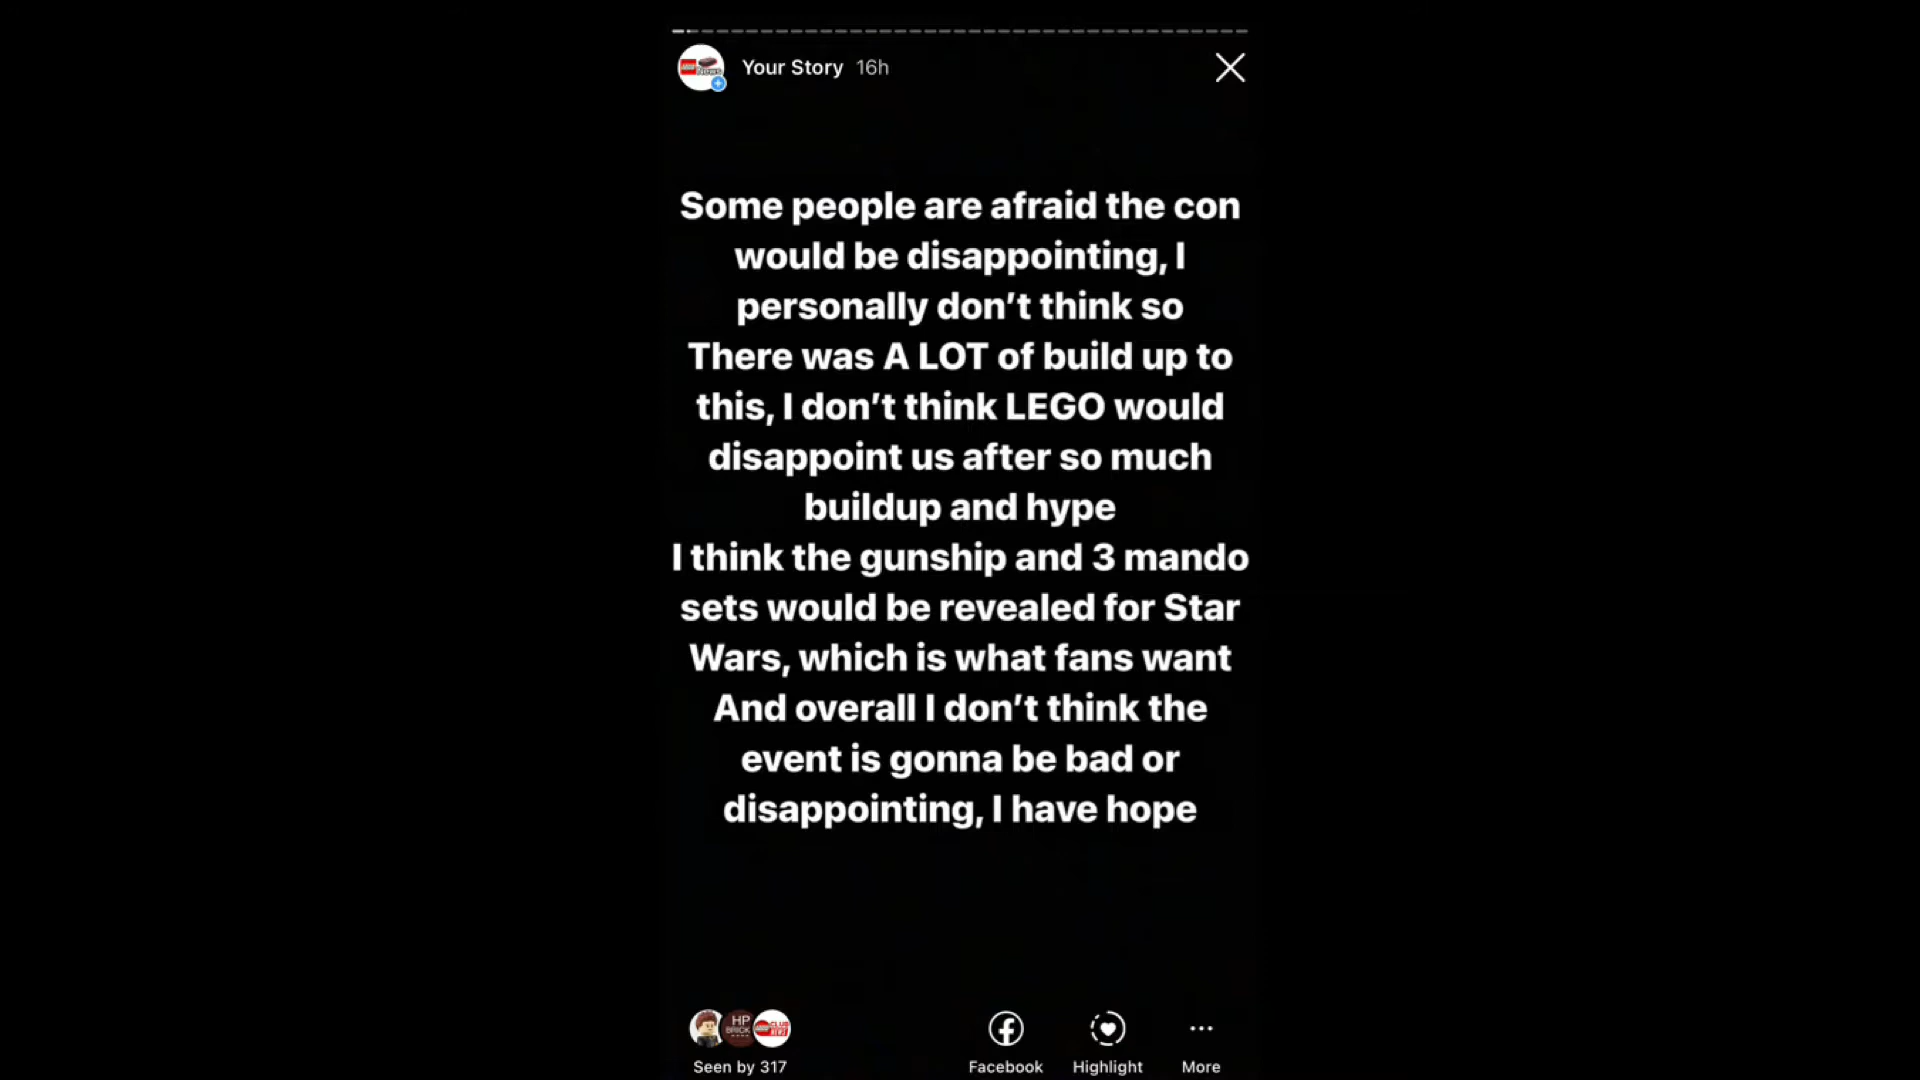 Your Story 16h
Some people are afraid the con
would be disappointing, I
personally don't think so
There was A LOT of build up to
this, I don't think LEGO would
disappoint us after so much
buildup and hype
I think the gunship and 3 mando
sets would be revealed for Star
Wars, which is what fans want
And overall I don't think the
event is gonna be bad or
disappointing, I have hope
HP
BRICK
Seen by 317
Facebook
Highlight
More